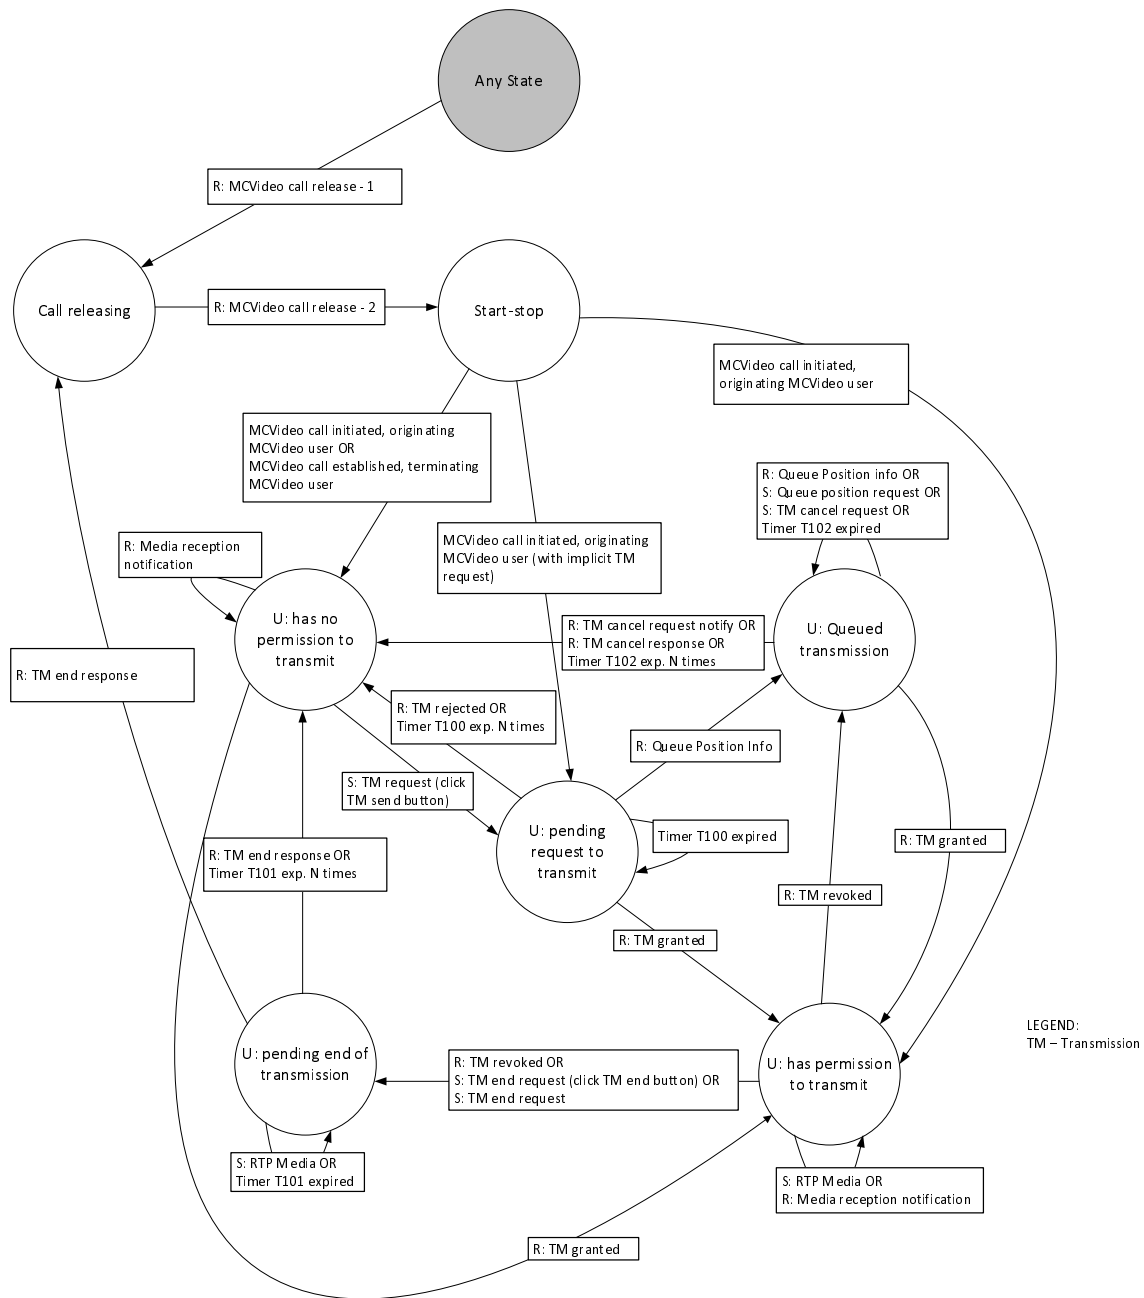 Any State
R: MCVideo call release - 1
Call releasing
R: MCVideo call release - 2
Start-stop
MCVideo call initiated,
originating MCVideo user
MCVideo call initiated, originating
MCVideo user OR
MCVideo call established, terminating
MCVideo user
R: Queue Position info OR
S: Queue position request OR
S: TM cancel request OR
Timer T102 expired
MCVideo call initiated, originating
MCVideo user (with implicit TM
request)
R: Media reception
notification
U: has no
permission to
transmit
R: TM cancel request notify OR
R: TM cancel response OR
Timer T102 exp. N times
U: Queued
transmission
R: TM end response
R: TM rejected OR
Timer T100 exp. N times
R: Queue Position Info
S: TM request (click
TM send button)
U: pending
request to
transmit
Timer T100 expired
R: TM granted
R: TM end response OR
Timer T101 exp. N times
R: TM revoked
R: TM granted
LEGEND:
TM – Transmission
U: pending end of
transmission
R: TM revoked OR
S: TM end request (click TM end button) OR
S: TM end request
U: has permission
to transmit
S: RTP Media OR
Timer T101 expired
S: RTP Media OR
R: Media reception notification
R: TM granted